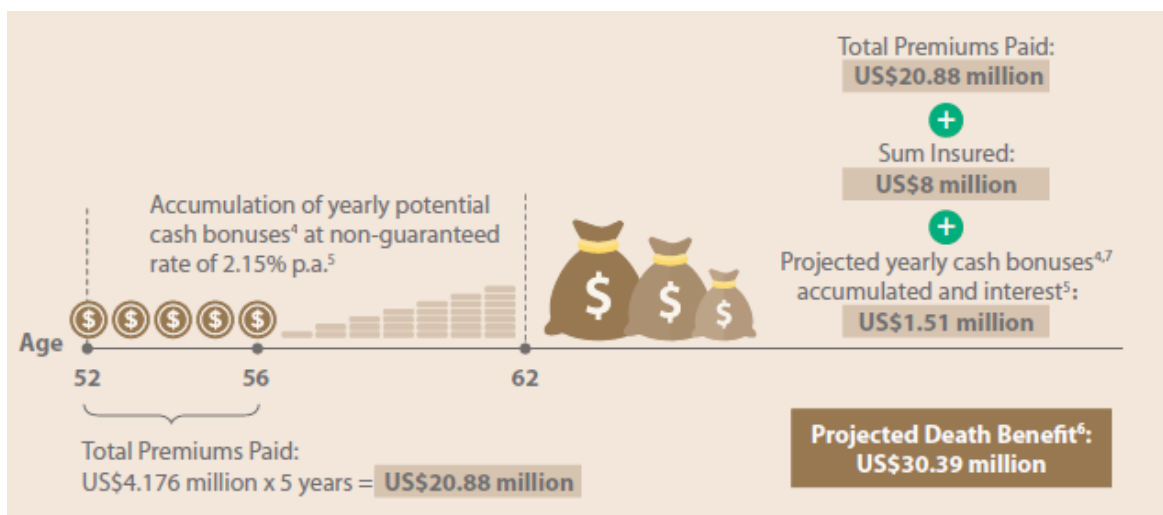 Total Premiums Paid:
US$20.88 million
+
Sum Insured:
US$8 million
+
Projected yearly cash bonuses⁴,⁷
accumulated and interest⁵:
US$1.51 million
Accumulation of yearly potential
cash bonuses⁴ at non-guaranteed
rate of 2.15% p.a.⁵
$ $ $ $ $
$ $ $
Age
52 56 62
Total Premiums Paid:
US$4.176 million x 5 years = US$20.88 million
Projected Death Benefit⁶:
US$30.39 million